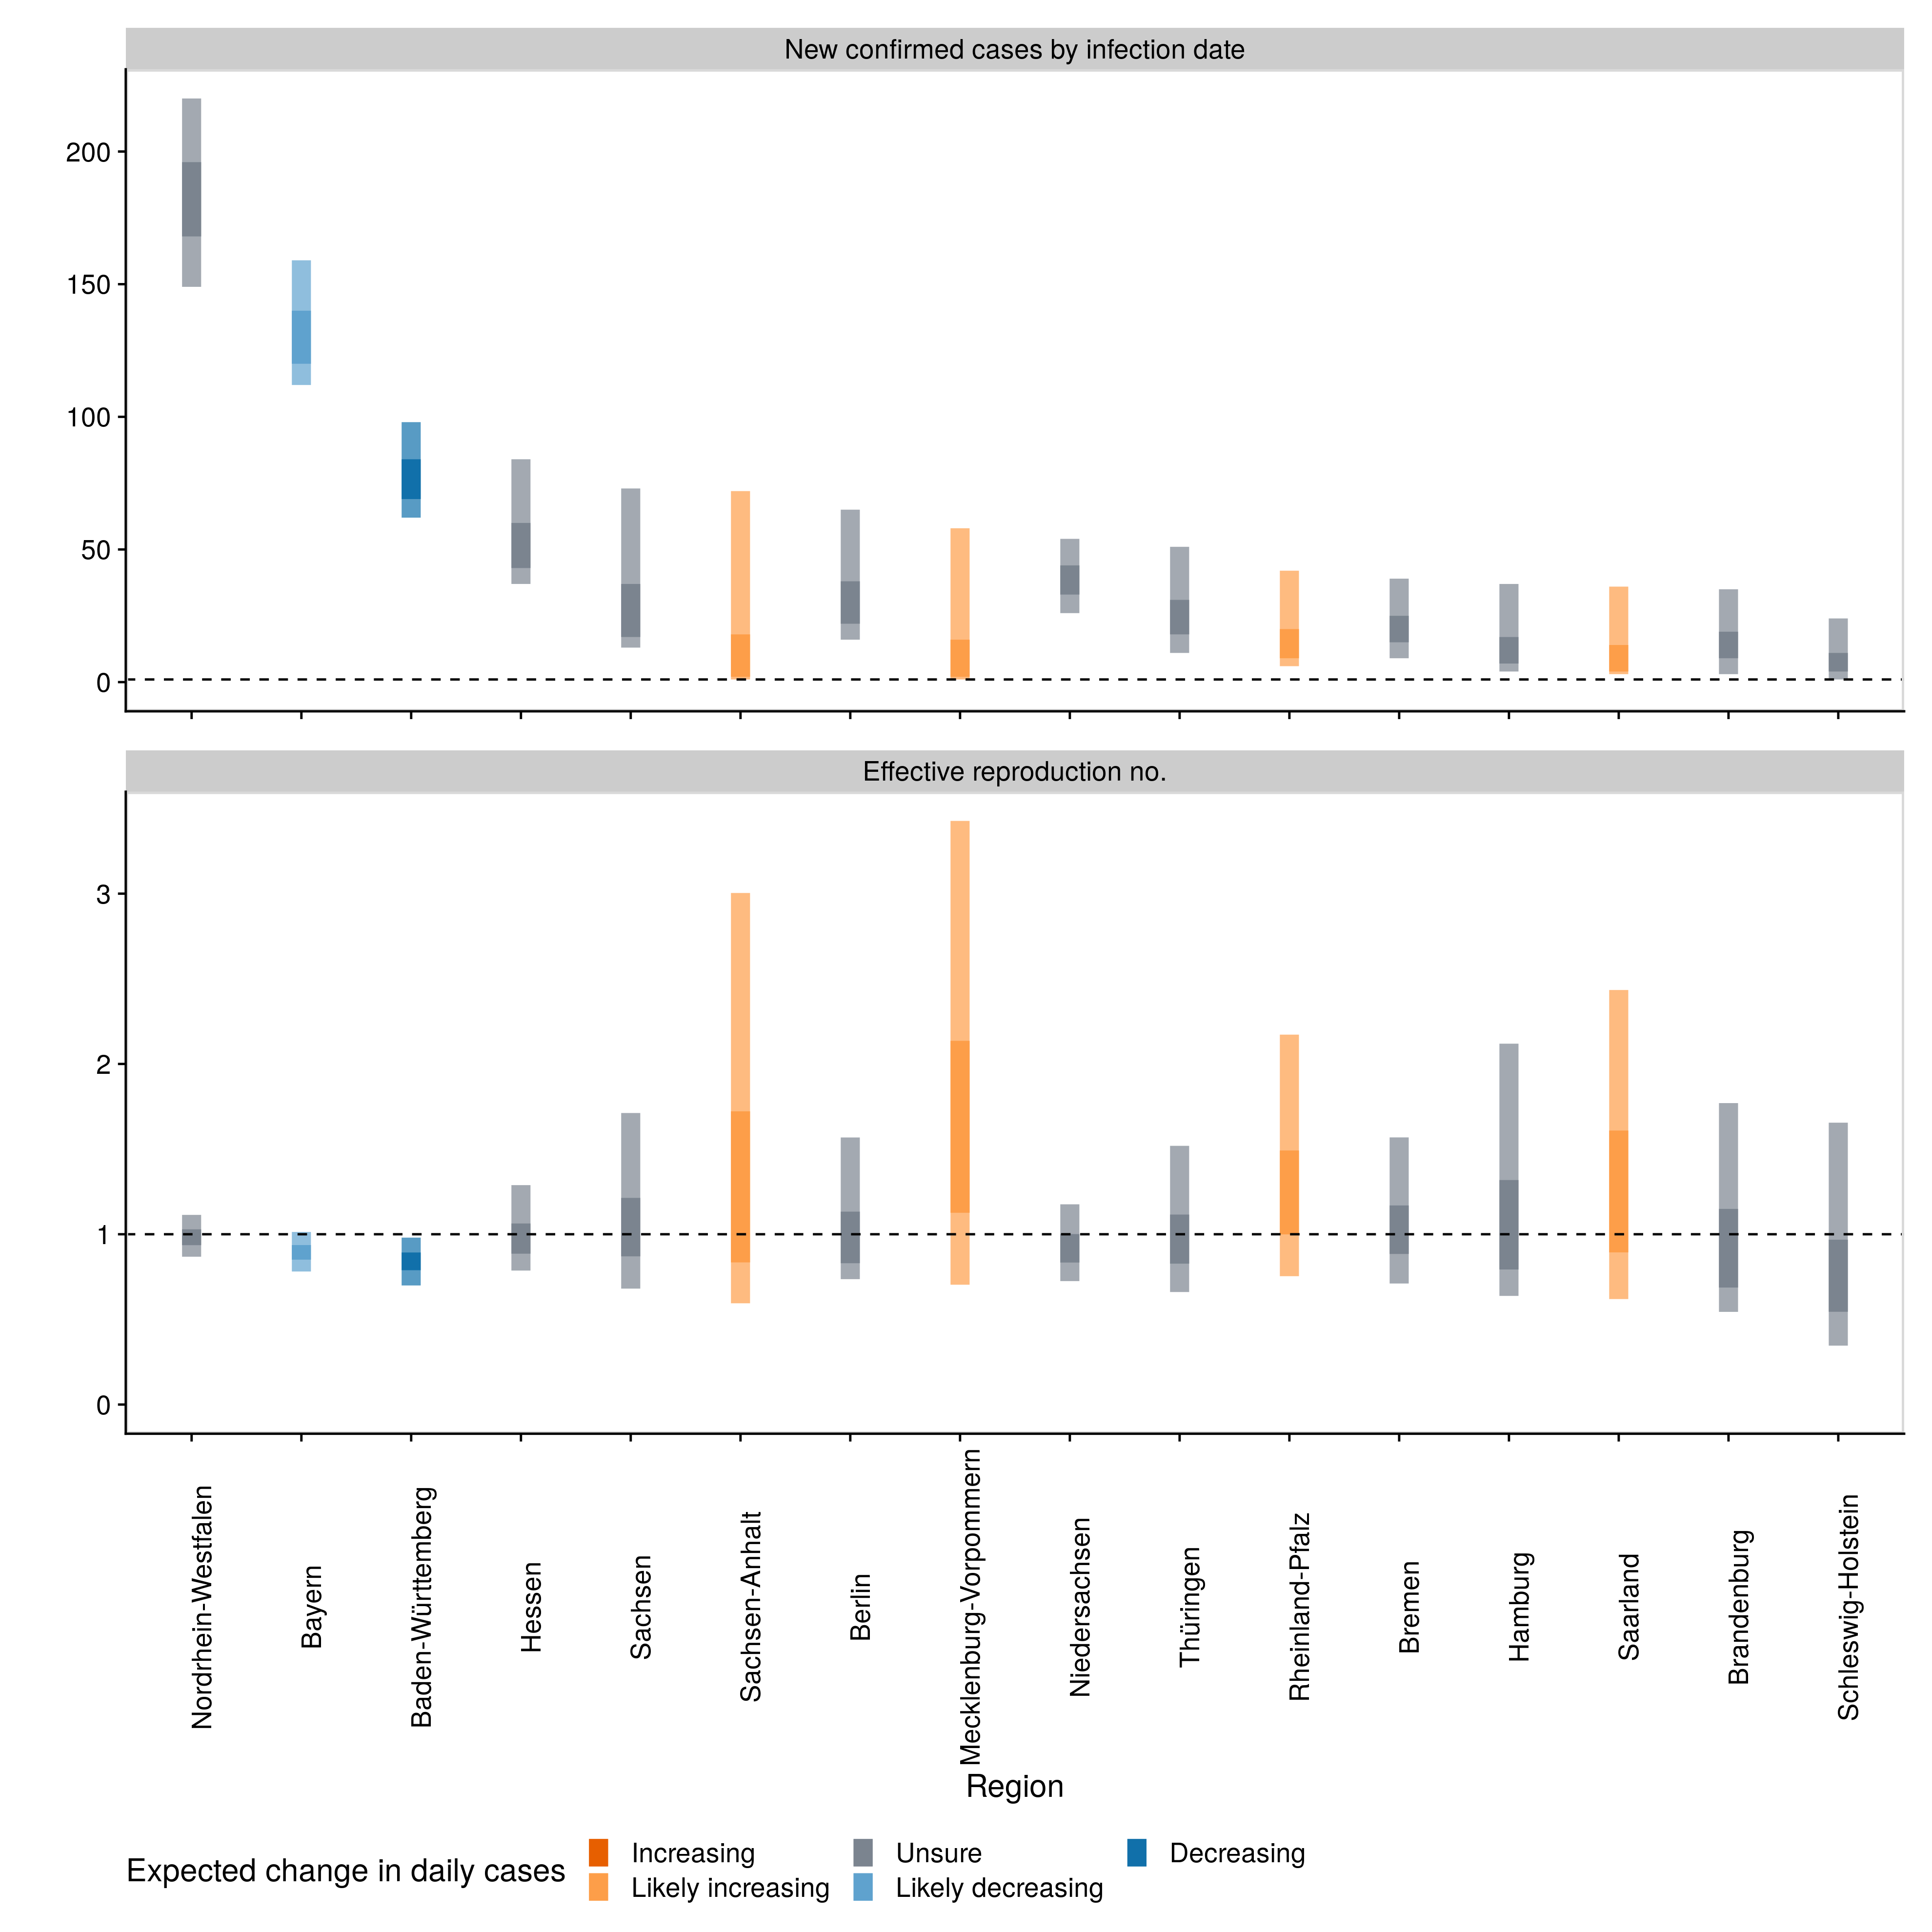 New confirmed cases by infection date
200
150
100
50
0
Effective reproduction no.
3
2
1
0
Nordrhein-Westfalen
Bayern
Baden-Württemberg
Hessen
Sachsen
Sachsen-Anhalt
Berlin
Mecklenburg-Vorpommern
Niedersachsen
Thüringen
Rheinland-Pfalz
Bremen
Hamburg
Saarland
Brandenburg
Schleswig-Holstein
Region
Expected change in daily cases
Increasing
Unsure
Decreasing
Likely increasing
Likely decreasing